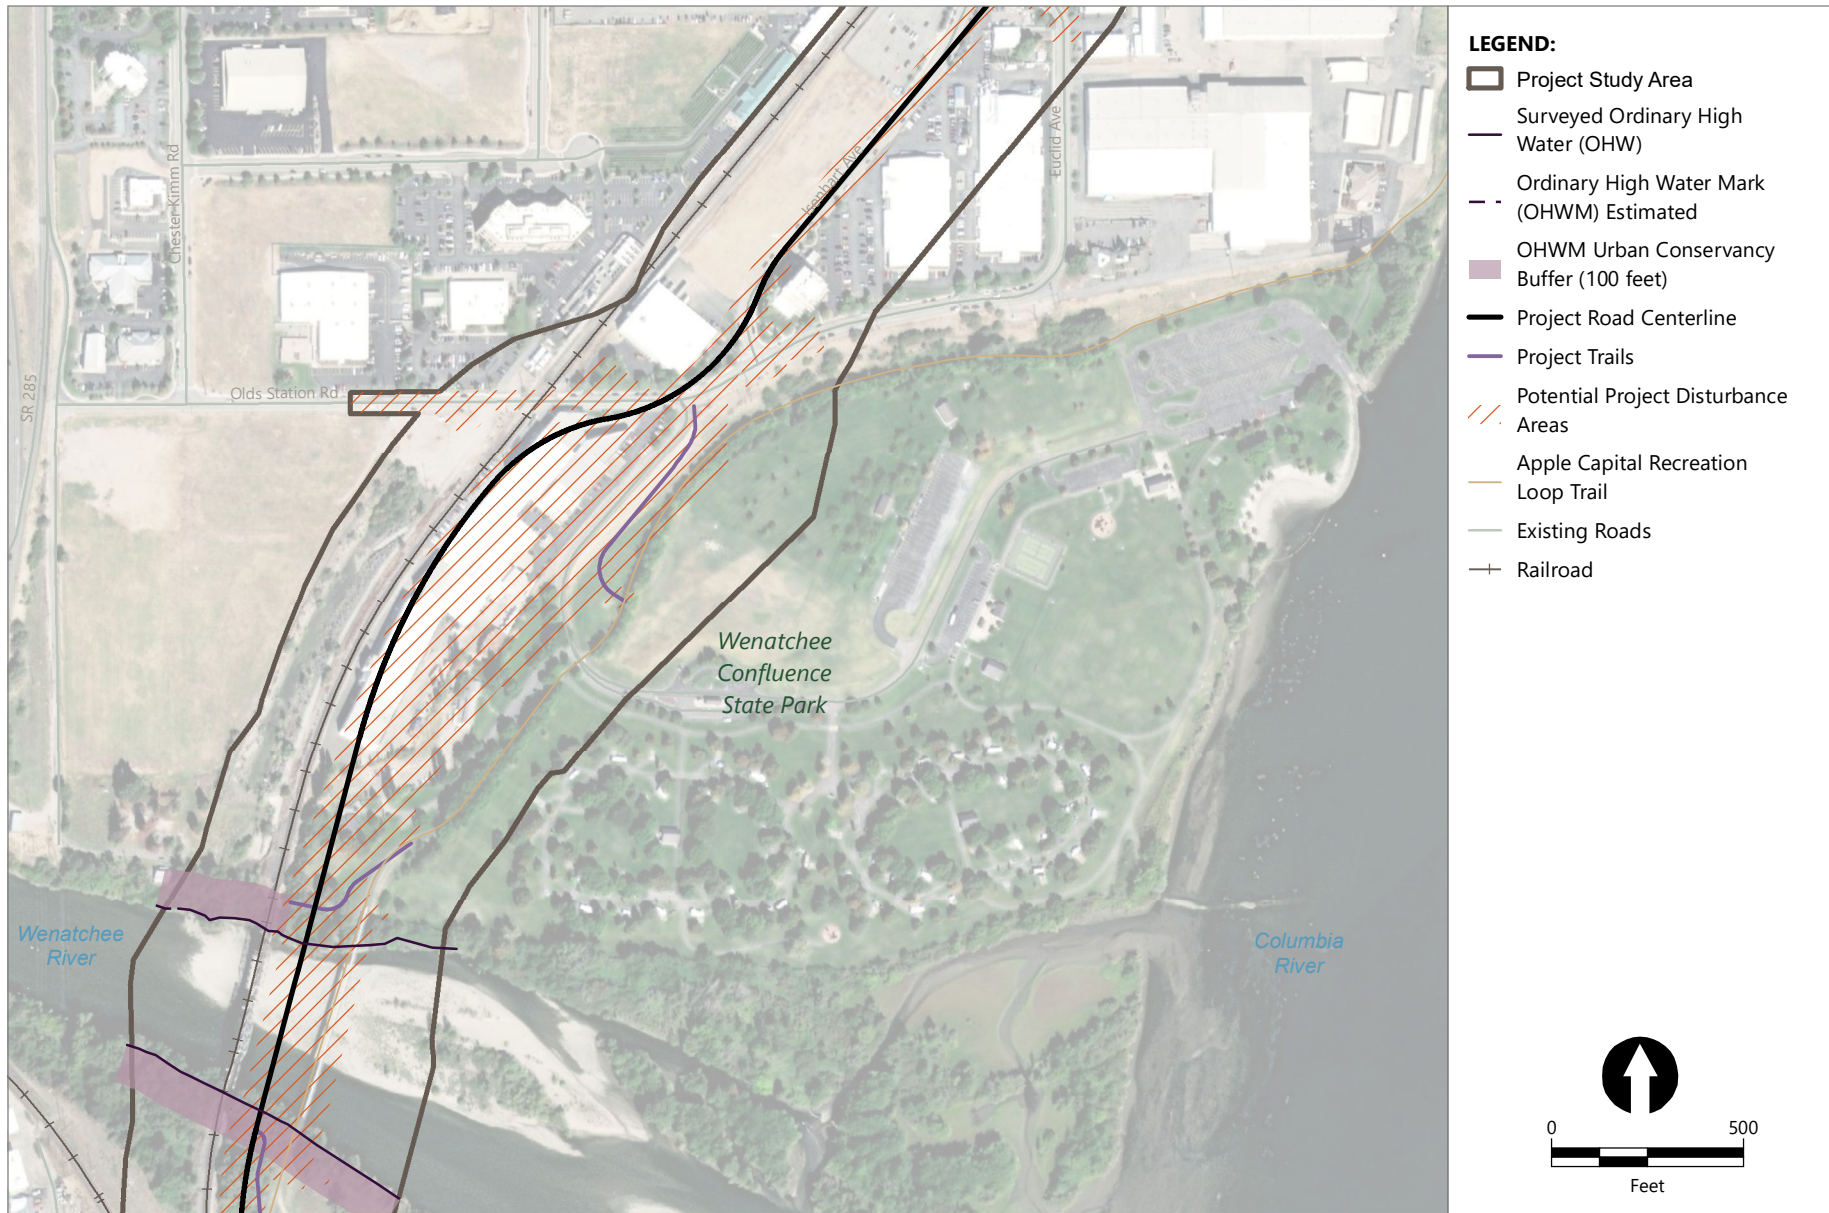 LEGEND:
Project Study Area
Surveyed Ordinary High
Water (OHW)
Ordinary High Water Mark
(OHWM) Estimated
OHWM Urban Conservancy
Buffer (100 feet)
Project Road Centerline
Project Trails
Potential Project Disturbance
Areas
Apple Capital Recreation
Loop Trail
Existing Roads
Railroad
Chester Kimm Rd
Isenhart Ave
Euclid Ave
SR 285
Olds Station Rd
Wenatchee
Confluence
State Park
Wenatchee
River
Columbia
River
0 500
Feet